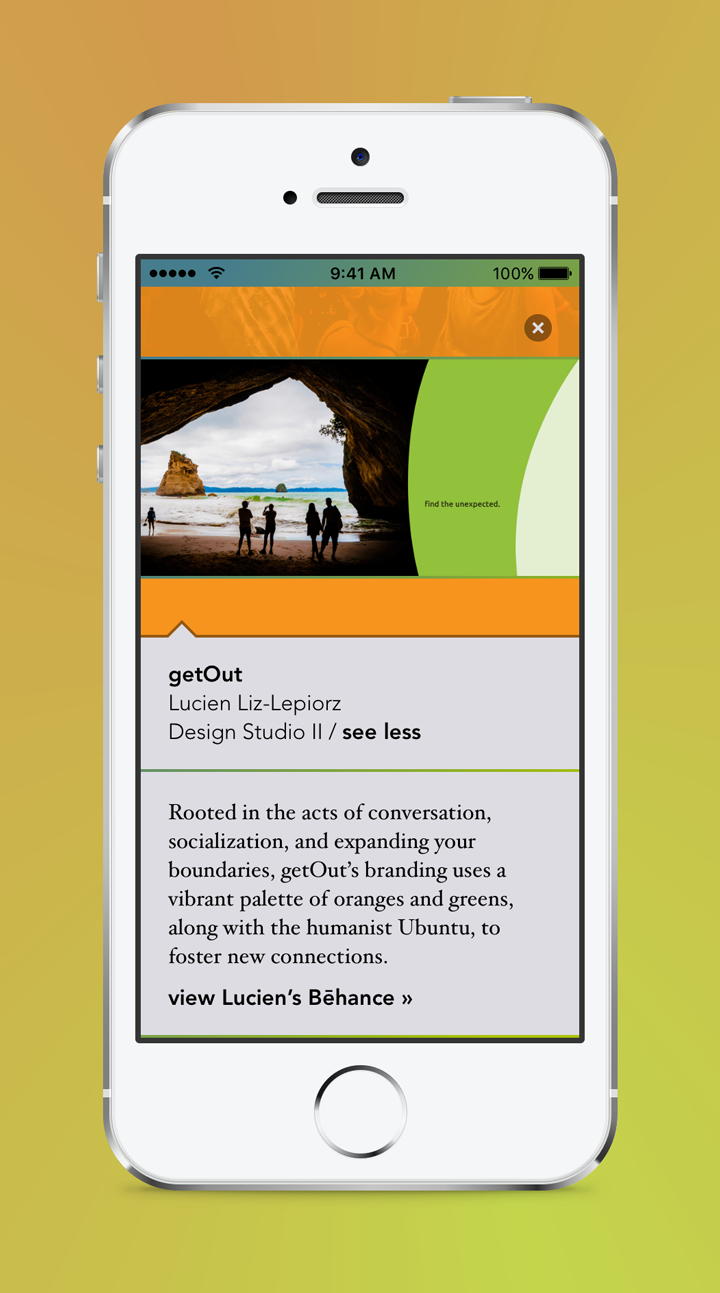 9:41 AM
100%
Find the unexpected.
getOut
Lucien Liz-Lepiorz
Design Studio II / see less
Rooted in the acts of conversation,
socialization, and expanding your
boundaries, getOut’s branding uses a
vibrant palette of oranges and greens,
along with the humanist Ubuntu, to
foster new connections.
view Lucien’s Bēhance »